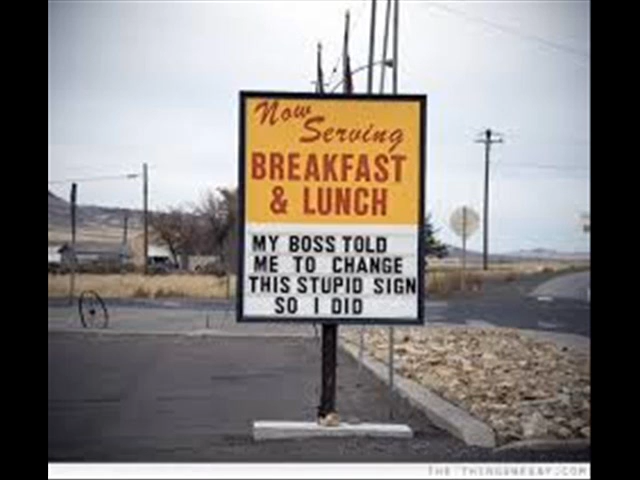 Now
Serving
BREAKFAST
& LUNCH
MY BOSS TOLD
ME TO CHANGE
THIS STUPID SIGN
SO I DID